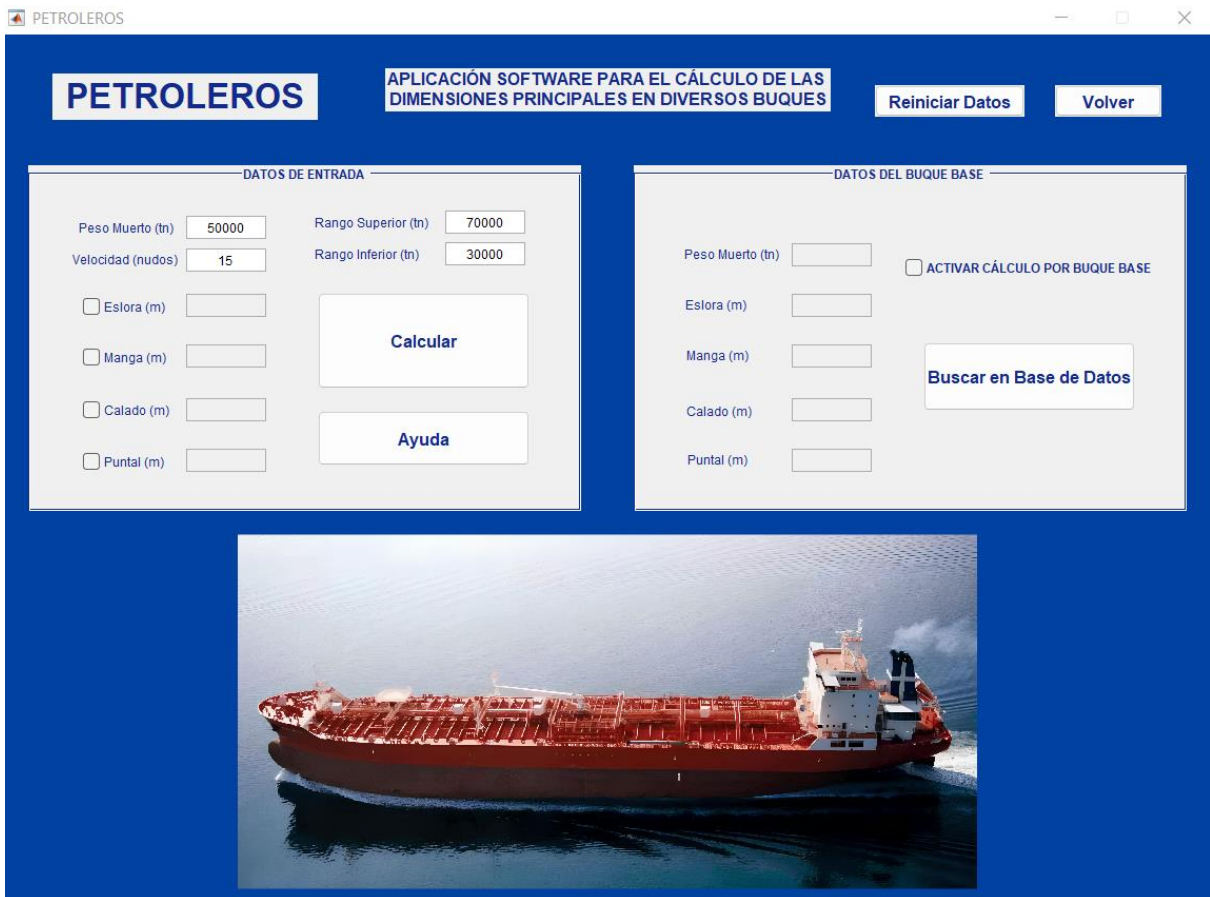 PETROLEROS
PETROLEROS
APLICACIÓN SOFTWARE PARA EL CÁLCULO DE LAS
DIMENSIONES PRINCIPALES EN DIVERSOS BUQUES
Reiniciar Datos
Volver
DATOS DE ENTRADA
Peso Muerto (tn) 50000
Rango Superior (tn) 70000
Velocidad (nudos) 15
Rango Inferior (tn) 30000
Eslora (m)
Manga (m)
Calado (m)
Puntal (m)
Calcular
Ayuda
DATOS DEL BUQUE BASE
Peso Muerto (tn)
ACTIVAR CÁLCULO POR BUQUE BASE
Eslora (m)
Manga (m)
Buscar en Base de Datos
Calado (m)
Puntal (m)